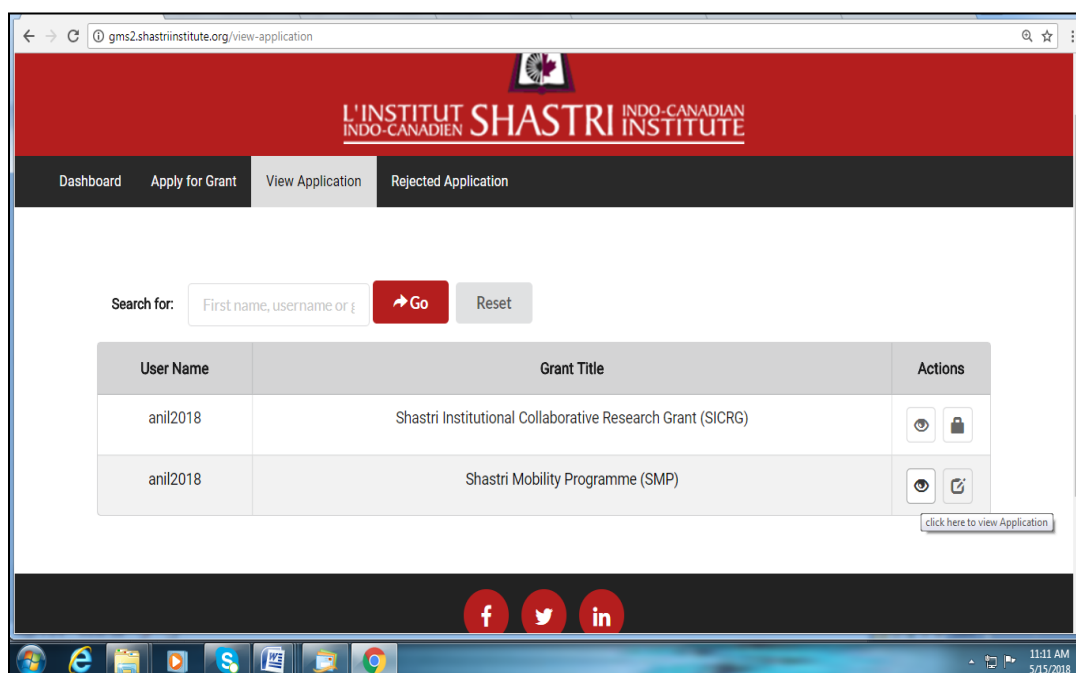 gms2.shastriinstitute.org/view-application
L'INSTITUT SHASTRI INDO-CANADIAN
INDO-CANADIEN INSTITUTE
Dashboard Apply for Grant View Application Rejected Application
Search for: First name, username or g Go Reset
User Name Grant Title Actions
anil2018 Shastri Institutional Collaborative Research Grant (SICRG)
anil2018 Shastri Mobility Programme (SMP)
click here to view Application
f in
11:11 AM
5/15/2018